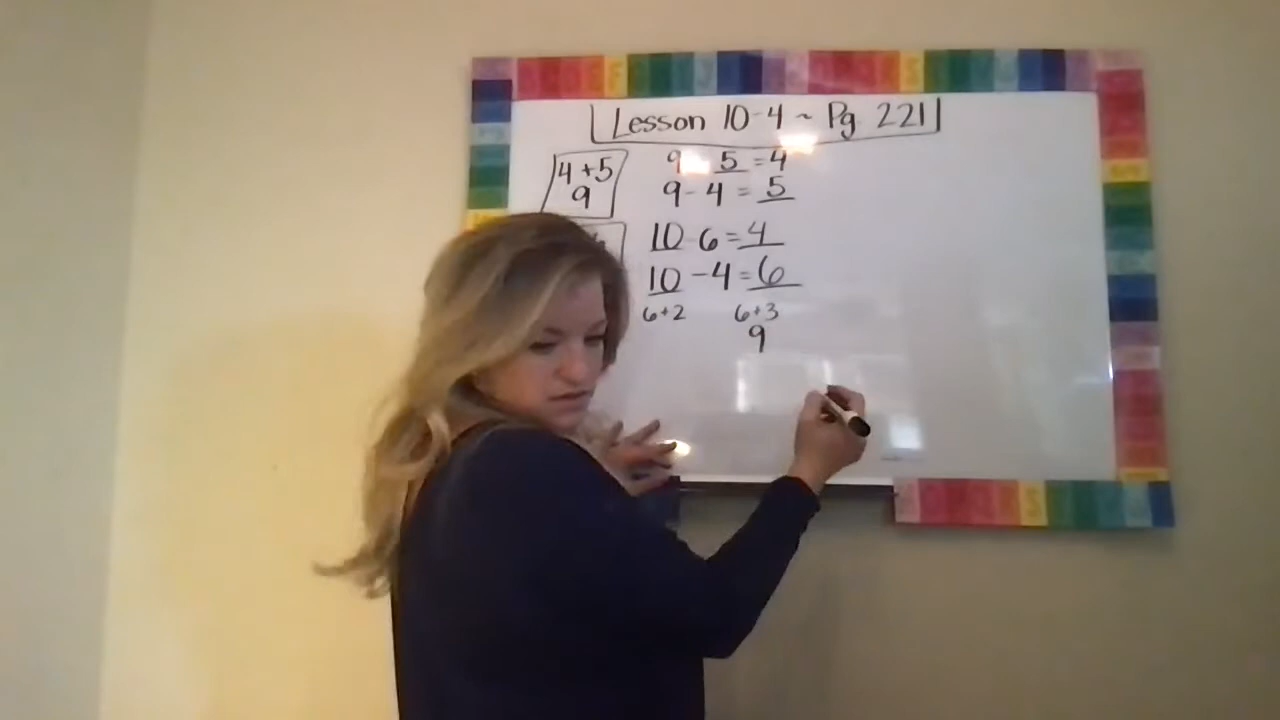 Lesson 10-4 ~ Pg 221
4+5
9
9 - 5 = 4
9 - 4 = 5
10 6 = 4
10 - 4 = 6
6+2 6+3
9